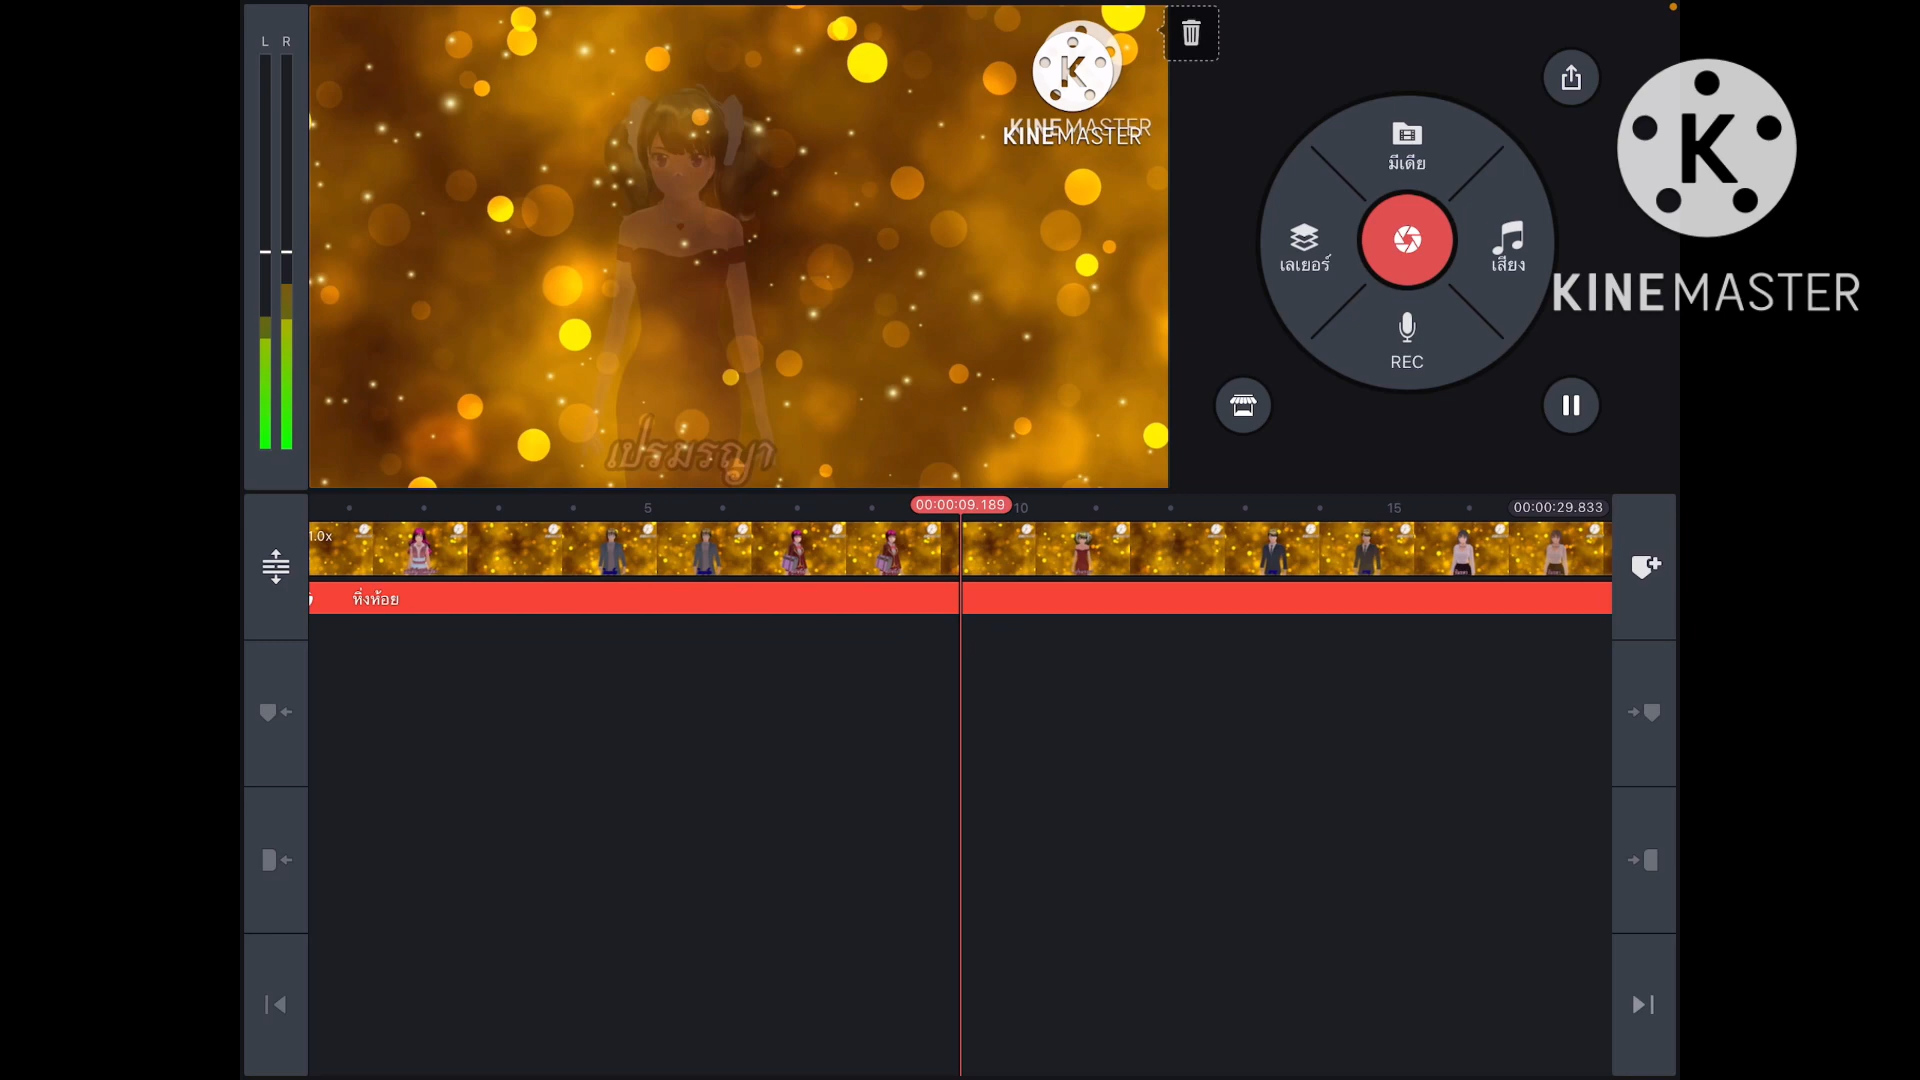 L R
KINEMASTER
KINEMASTER
เปรมรญา
มีเดีย
เลเยอร์
เสียง
REC
K
KINEMASTER
5
00:00:09.189
10
15
00:00:29.833
1.0x
หิ่งห้อย